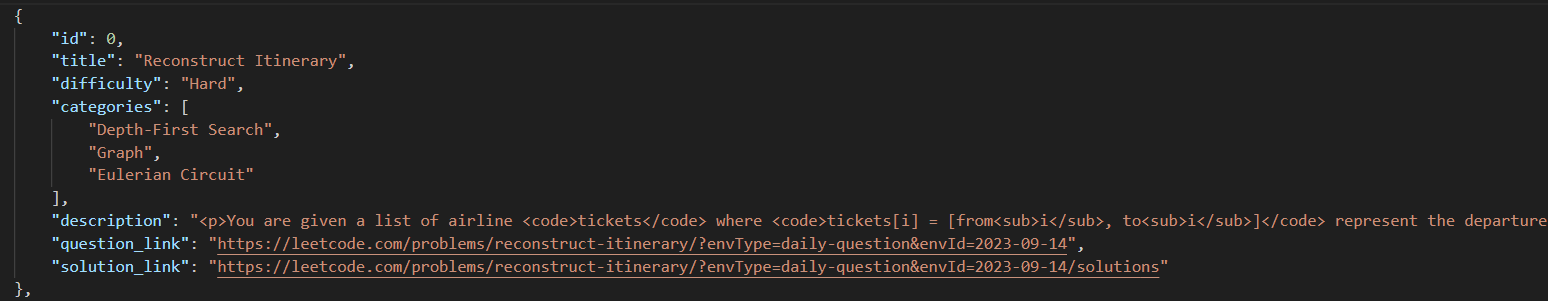 {
"id": 0,
"title": "Reconstruct Itinerary",
"difficulty": "Hard",
"categories": [
"Depth-First Search",
"Graph",
"Eulerian Circuit"
],
"description": "<p>You are given a list of airline <code>tickets</code> where <code>tickets[i] = [from<sub>i</sub>, to<sub>i</sub>]</code> represent the departure
"question_link": "https://leetcode.com/problems/reconstruct-itinerary/?envType=daily-question&envId=2023-09-14",
"solution_link": "https://leetcode.com/problems/reconstruct-itinerary/?envType=daily-question&envId=2023-09-14/solutions"
},